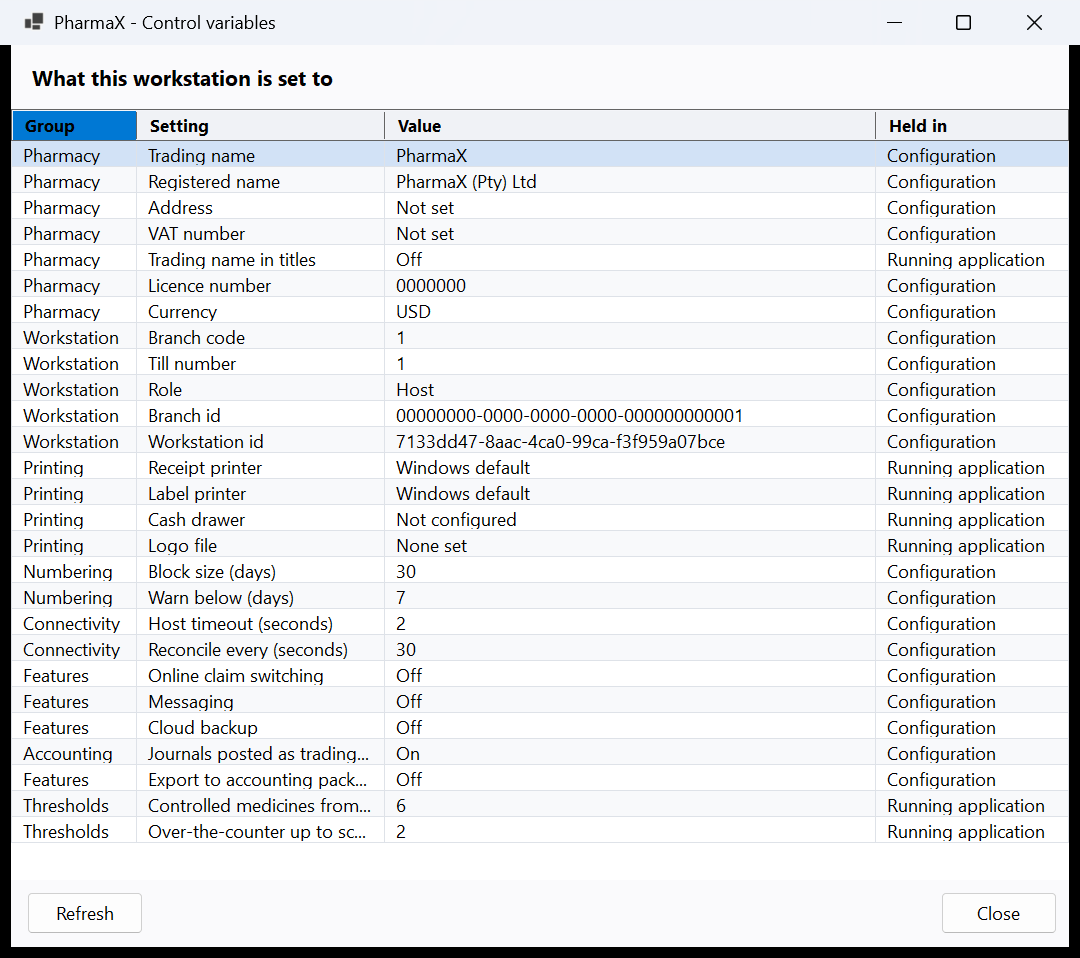 PharmaX - Control variables
What this workstation is set to
Group Setting Value Held in
Pharmacy Trading name PharmaX Configuration
Pharmacy Registered name PharmaX (Pty) Ltd Configuration
Pharmacy Address Not set Configuration
Pharmacy VAT number Not set Configuration
Pharmacy Trading name in titles Off Running application
Pharmacy Licence number 0000000 Configuration
Pharmacy Currency USD Configuration
Workstation Branch code 1 Configuration
Workstation Till number 1 Configuration
Workstation Role Host Configuration
Workstation Branch id 00000000-0000-0000-0000-000000000001 Configuration
Workstation Workstation id 7133dd47-8aac-4ca0-99ca-f3f959a07bce Configuration
Printing Receipt printer Windows default Running application
Printing Label printer Windows default Running application
Printing Cash drawer Not configured Running application
Printing Logo file None set Running application
Numbering Block size (days) 30 Configuration
Numbering Warn below (days) 7 Configuration
Connectivity Host timeout (seconds) 2 Configuration
Connectivity Reconcile every (seconds) 30 Configuration
Features Online claim switching Off Configuration
Features Messaging Off Configuration
Features Cloud backup Off Configuration
Accounting Journals posted as trading... On Configuration
Features Export to accounting pack... Off Configuration
Thresholds Controlled medicines from... 6 Running application
Thresholds Over-the-counter up to sc... 2 Running application
Refresh Close